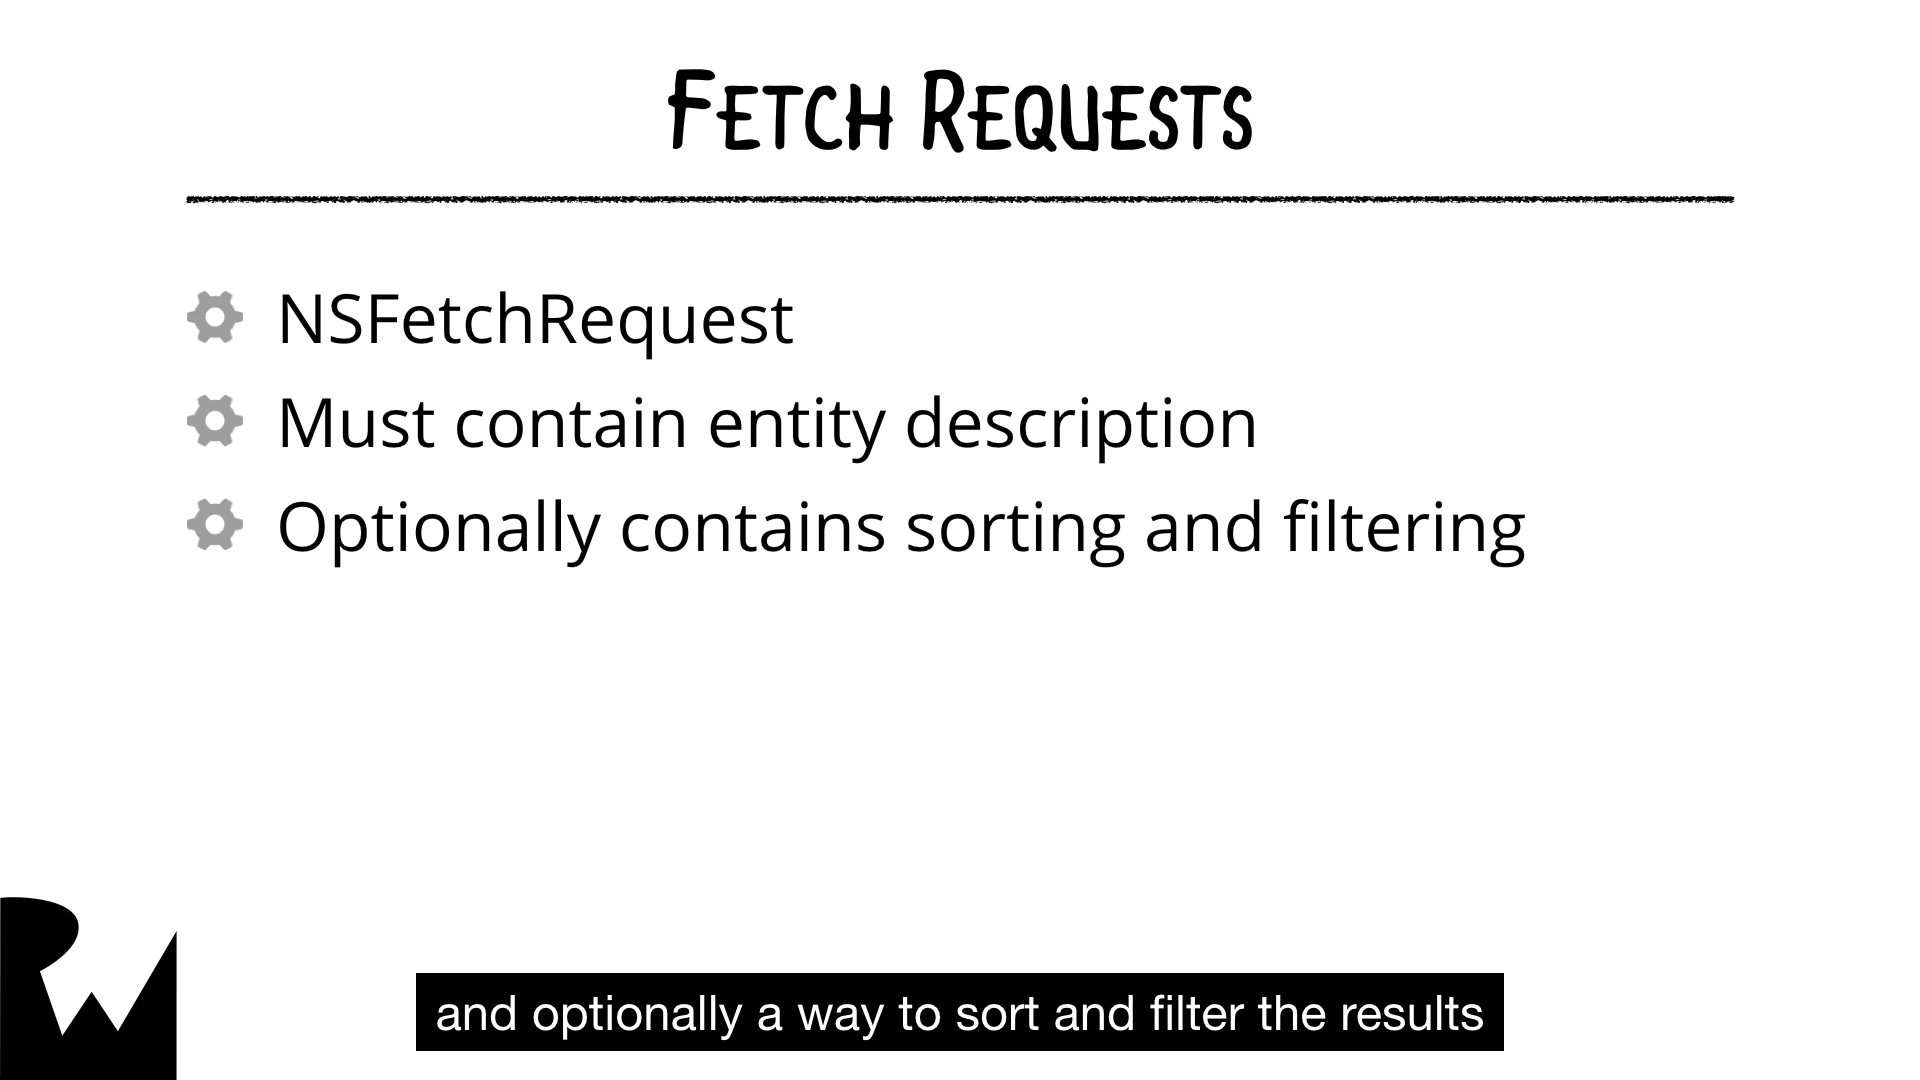 Fetch Requests
NSFetchRequest
Must contain entity description
Optionally contains sorting and filtering
RW
and optionally a way to sort and filter the results